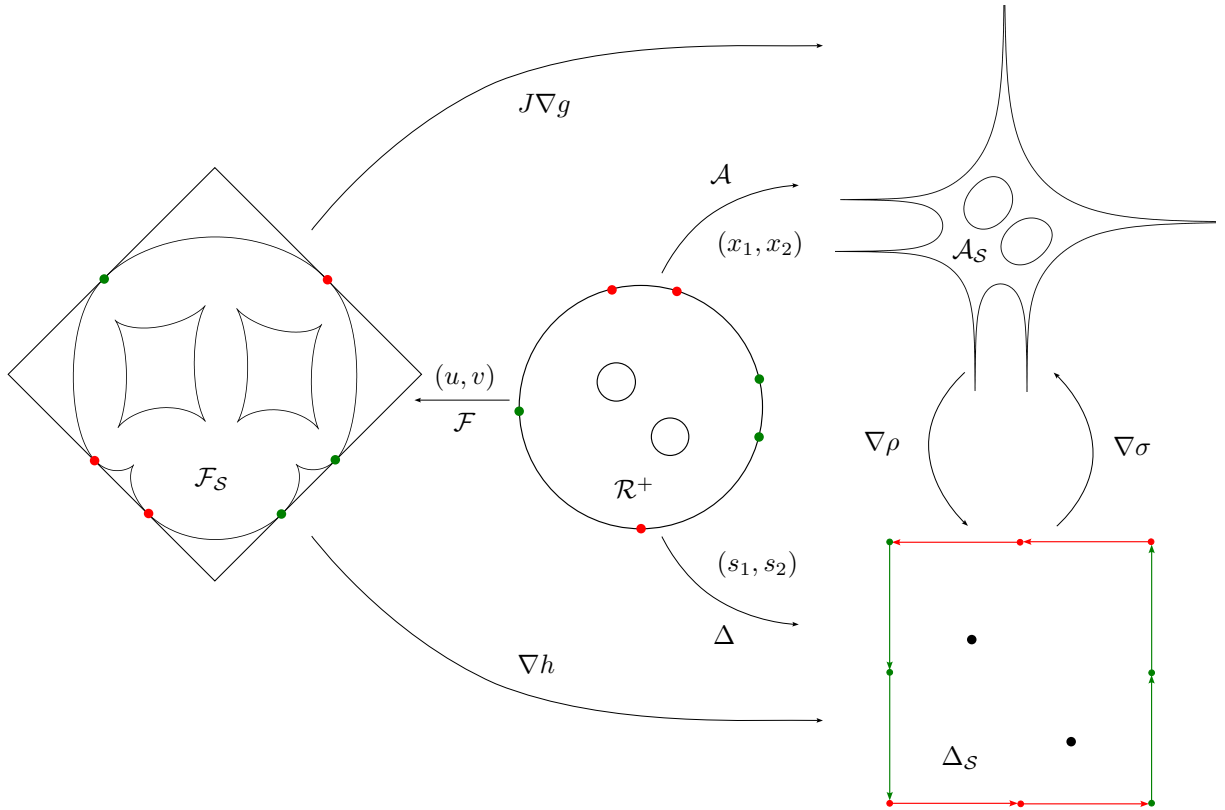 J∇g
𝒜
(x₁, x₂)
𝒜_𝒮
(u, v)
ℱ
∇ρ
∇σ
ℱ_𝒮
ℛ⁺
(s₁, s₂)
Δ
∇h
Δ_𝒮